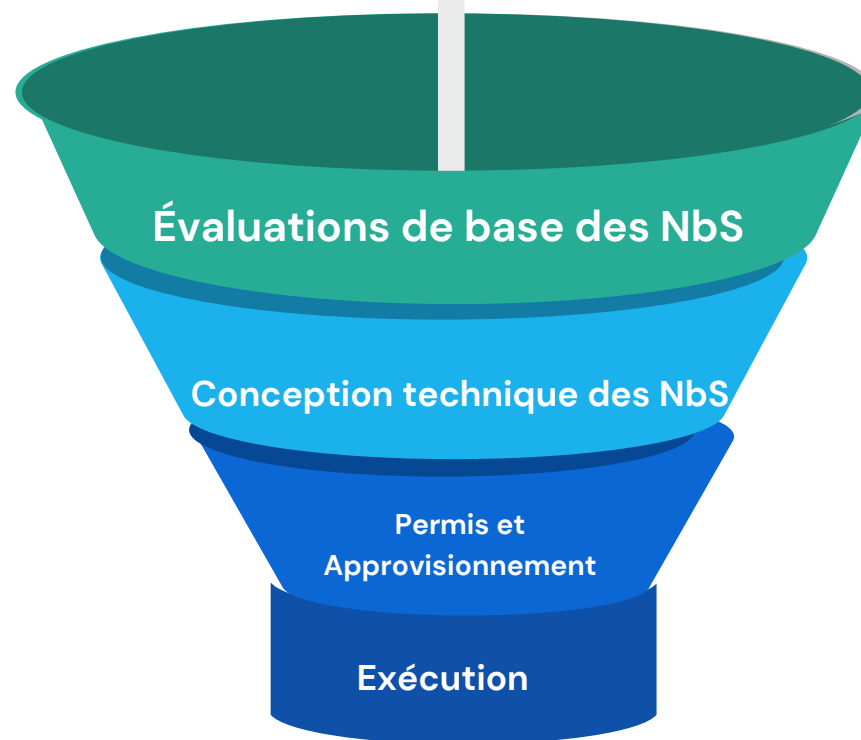 Évaluations de base des NbS
Conception technique des NbS
Permis et
Approvisionnement
Exécution